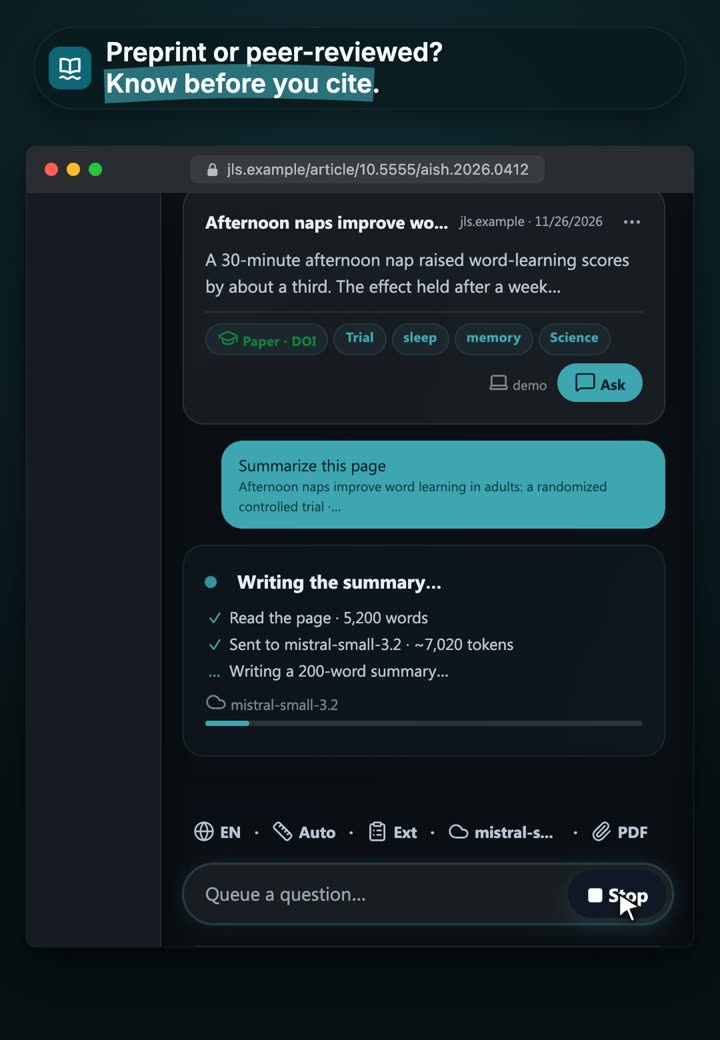 Preprint or peer-reviewed?
Know before you cite.
jls.example/article/10.5555/aish.2026.0412
Afternoon naps improve wo... jls.example · 11/26/2026 ···
A 30-minute afternoon nap raised word-learning scores
by about a third. The effect held after a week...
Paper · DOI Trial sleep memory Science
demo Ask
Summarize this page
Afternoon naps improve word learning in adults: a randomized
controlled trial ·...
Writing the summary...
✓ Read the page · 5,200 words
✓ Sent to mistral-small-3.2 · ~7,020 tokens
... Writing a 200-word summary...
mistral-small-3.2
EN · Auto · Ext · mistral-s... · PDF
Queue a question... Stop